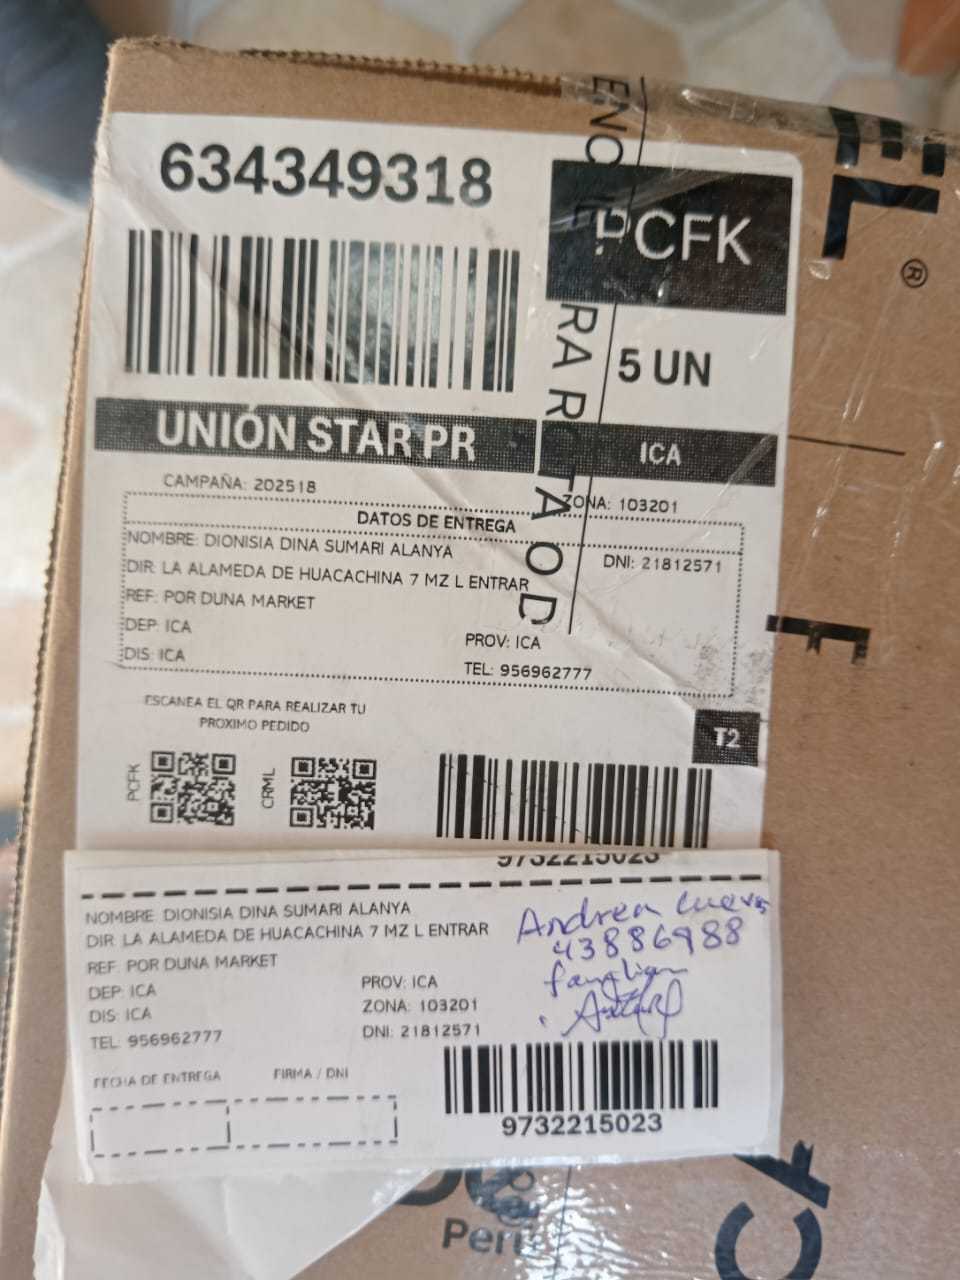 634349318
PCFK
5 UN
UNIÓN STAR PR
ICA
CAMPAÑA: 202518
ZONA: 103201
DATOS DE ENTREGA
NOMBRE: DIONISIA DINA SUMARI ALANYA
DNI: 21812571
DIR: LA ALAMEDA DE HUACACHINA 7 MZ L ENTRAR
REF: POR DUNA MARKET
DEP: ICA
PROV: ICA
DIS: ICA
TEL: 956962777
ESCANEA EL QR PARA REALIZAR TU
PROXIMO PEDIDO
T2
PCFK
CRML
9732215023
NOMBRE: DIONISIA DINA SUMARI ALANYA
DIR: LA ALAMEDA DE HUACACHINA 7 MZ L ENTRAR
REF: POR DUNA MARKET
DEP: ICA
PROV: ICA
DIS: ICA
ZONA: 103201
TEL: 956962777
DNI: 21812571
Andrea
43886988
FECHA DE ENTREGA
FIRMA / DNI
9732215023
Perú